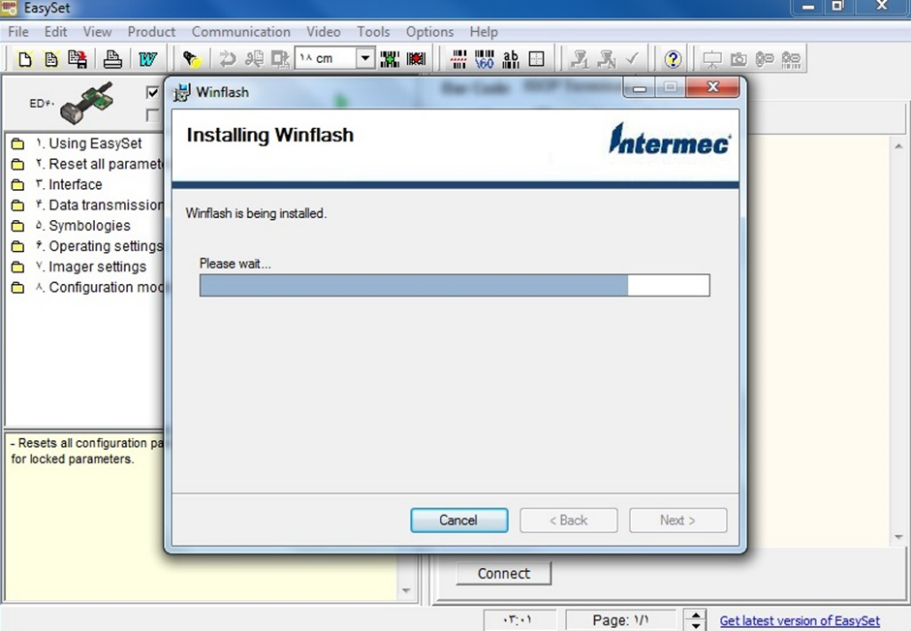 EasySet
File Edit View Product Communication Video Tools Options Help
۱۸ cm
Winflash
ED۴۰
Installing Winflash
Intermec
۱. Using EasySet
۲. Reset all paramete
۳. Interface
۴. Data transmission
۵. Symbologies
۶. Operating settings
۷. Imager settings
۸. Configuration mod
Winflash is being installed.
Please wait...
- Resets all configuration pa
for locked parameters.
Cancel < Back Next >
Connect
۰۳:۰۱ Page: ۱/۱ Get latest version of EasySet